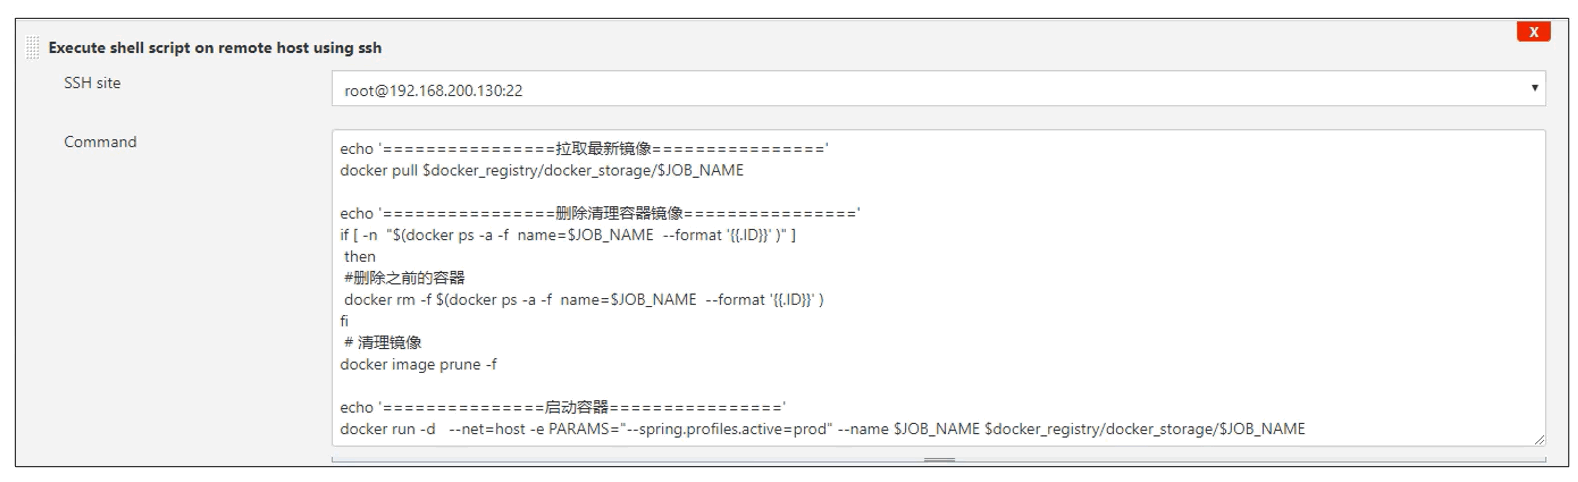 X
Execute shell script on remote host using ssh
SSH site
root@192.168.200.130:22
Command
echo '================拉取最新镜像================'
docker pull $docker_registry/docker_storage/$JOB_NAME
echo '================删除清理容器镜像================'
if [ -n  "$(docker ps -a -f  name=$JOB_NAME  --format '{{.ID}}' )" ]
then
#删除之前的容器
docker rm -f $(docker ps -a -f  name=$JOB_NAME  --format '{{.ID}}' )
fi
# 清理镜像
docker image prune -f
echo '===============启动容器================'
docker run -d   --net=host -e PARAMS="--spring.profiles.active=prod" --name $JOB_NAME $docker_registry/docker_storage/$JOB_NAME